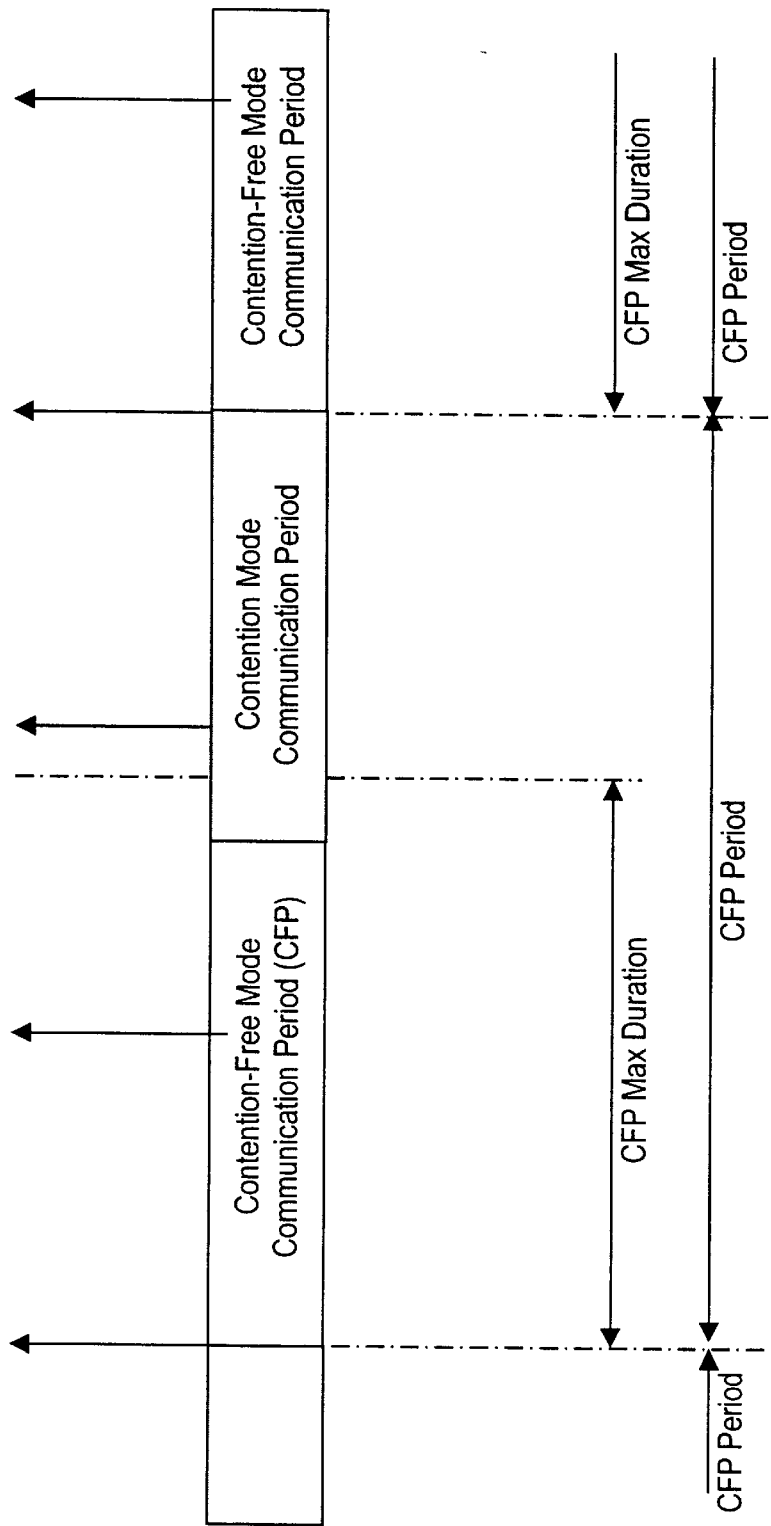 Contention-Free Mode
Communication Period (CFP)
Contention Mode
Communication Period
Contention-Free Mode
Communication Period
CFP Max Duration
CFP Max Duration
CFP Period
CFP Period
CFP Period